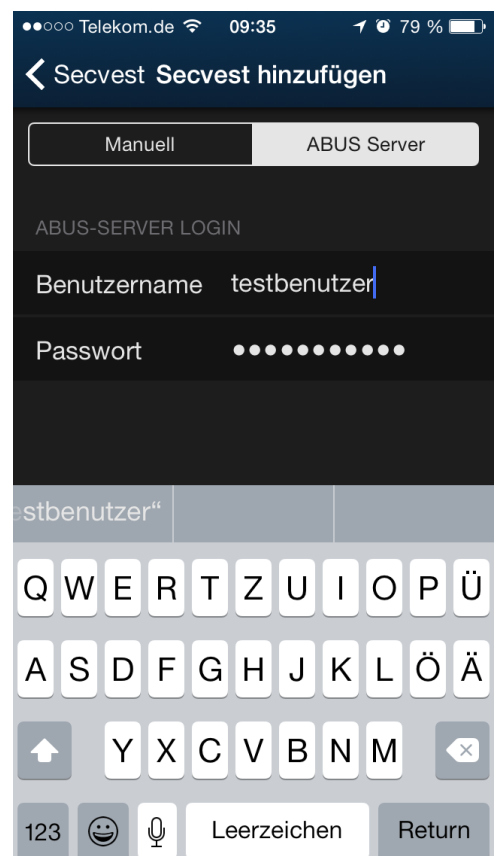 Telekom.de 09:35 79 %
Secvest Secvest hinzufügen
Manuell ABUS Server
ABUS-SERVER LOGIN
Benutzername testbenutzer
Passwort ●●●●●●●●●●●
estbenutzer“
Q W E R T Z U I O P Ü
A S D F G H J K L Ö Ä
Y X C V B N M
123 Leerzeichen Return